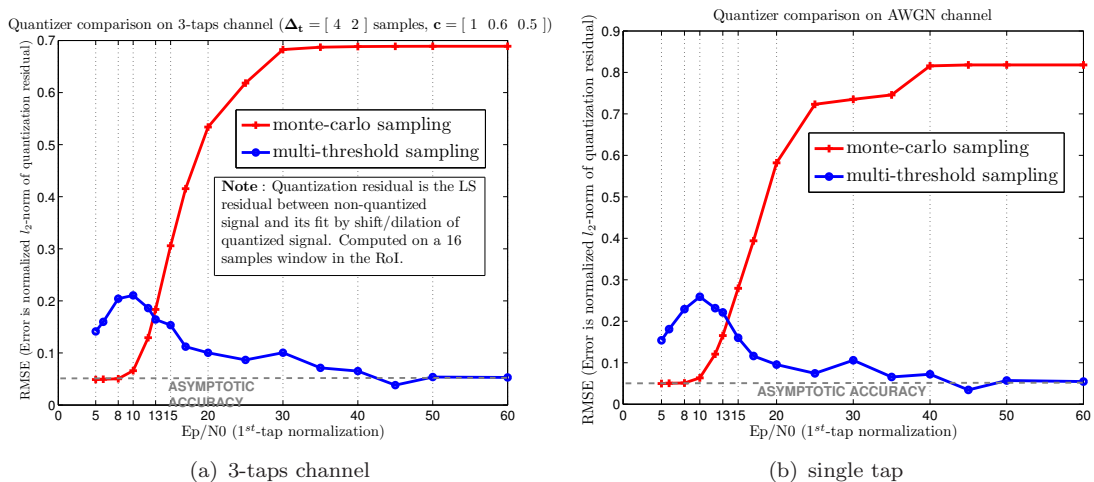 Quantizer comparison on 3-taps channel (Δt = [ 4 2 ] samples, c = [ 1 0.6 0.5 ])
0.7
0.6
0.5
0.4
0.3
0.2
0.1
0
RMSE (Error is normalized l2-norm of quantization residual)
monte-carlo sampling
multi-threshold sampling
Note : Quantization residual is the LS
residual between non-quantized
signal and its fit by shift/dilation of
quantized signal. Computed on a 16
samples window in the RoI.
ASYMPTOTIC
ACCURACY
0 5 8 10 13 15 20 30 40 50 60
Ep/N0 (1st-tap normalization)
(a) 3-taps channel
Quantizer comparison on AWGN channel
0.9
0.8
0.7
0.6
0.5
0.4
0.3
0.2
0.1
0
RMSE (Error is normalized l2-norm of quantization residual)
monte-carlo sampling
multi-threshold sampling
ASYMPTOTIC ACCURACY
0 5 8 10 13 15 20 30 40 50 60
Ep/N0 (1st-tap normalization)
(b) single tap